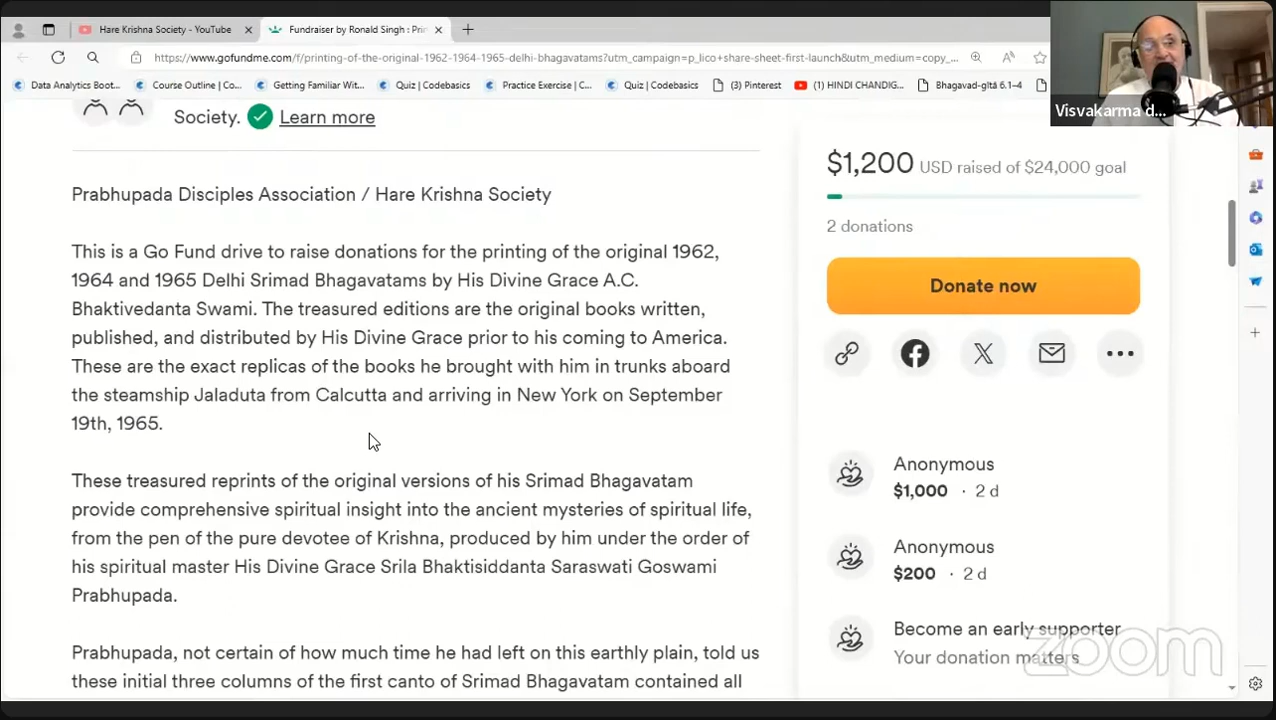 Hare Krishna Society - YouTube
Fundraiser by Ronald Singh : Prin
https://www.gofundme.com/f/printing-of-the-original-1962-1964-1965-delhi-bhagavatams?utm_campaign=p_lico+share-sheet-first-launch&utm_medium=copy_...
Data Analytics Boot...
Course Outline | Co...
Getting Familiar Wit...
Quiz | Codebasics
Practice Exercise | C...
Quiz | Codebasics
(3) Pinterest
(1) HINDI CHANDIG...
Bhagavad-gītā 6.1–4
Visvakarma d...
Society. Learn more
Prabhupada Disciples Association / Hare Krishna Society
This is a Go Fund drive to raise donations for the printing of the original 1962,
1964 and 1965 Delhi Srimad Bhagavatams by His Divine Grace A.C.
Bhaktivedanta Swami. The treasured editions are the original books written,
published, and distributed by His Divine Grace prior to his coming to America.
These are the exact replicas of the books he brought with him in trunks aboard
the steamship Jaladuta from Calcutta and arriving in New York on September
19th, 1965.
These treasured reprints of the original versions of his Srimad Bhagavatam
provide comprehensive spiritual insight into the ancient mysteries of spiritual life,
from the pen of the pure devotee of Krishna, produced by him under the order of
his spiritual master His Divine Grace Srila Bhaktisiddanta Saraswati Goswami
Prabhupada.
Prabhupada, not certain of how much time he had left on this earthly plain, told us
these initial three columns of the first canto of Srimad Bhagavatam contained all
$1,200 USD raised of $24,000 goal
2 donations
Donate now
Anonymous
$1,000 · 2 d
Anonymous
$200 · 2 d
Become an early supporter
Your donation matters
zoom